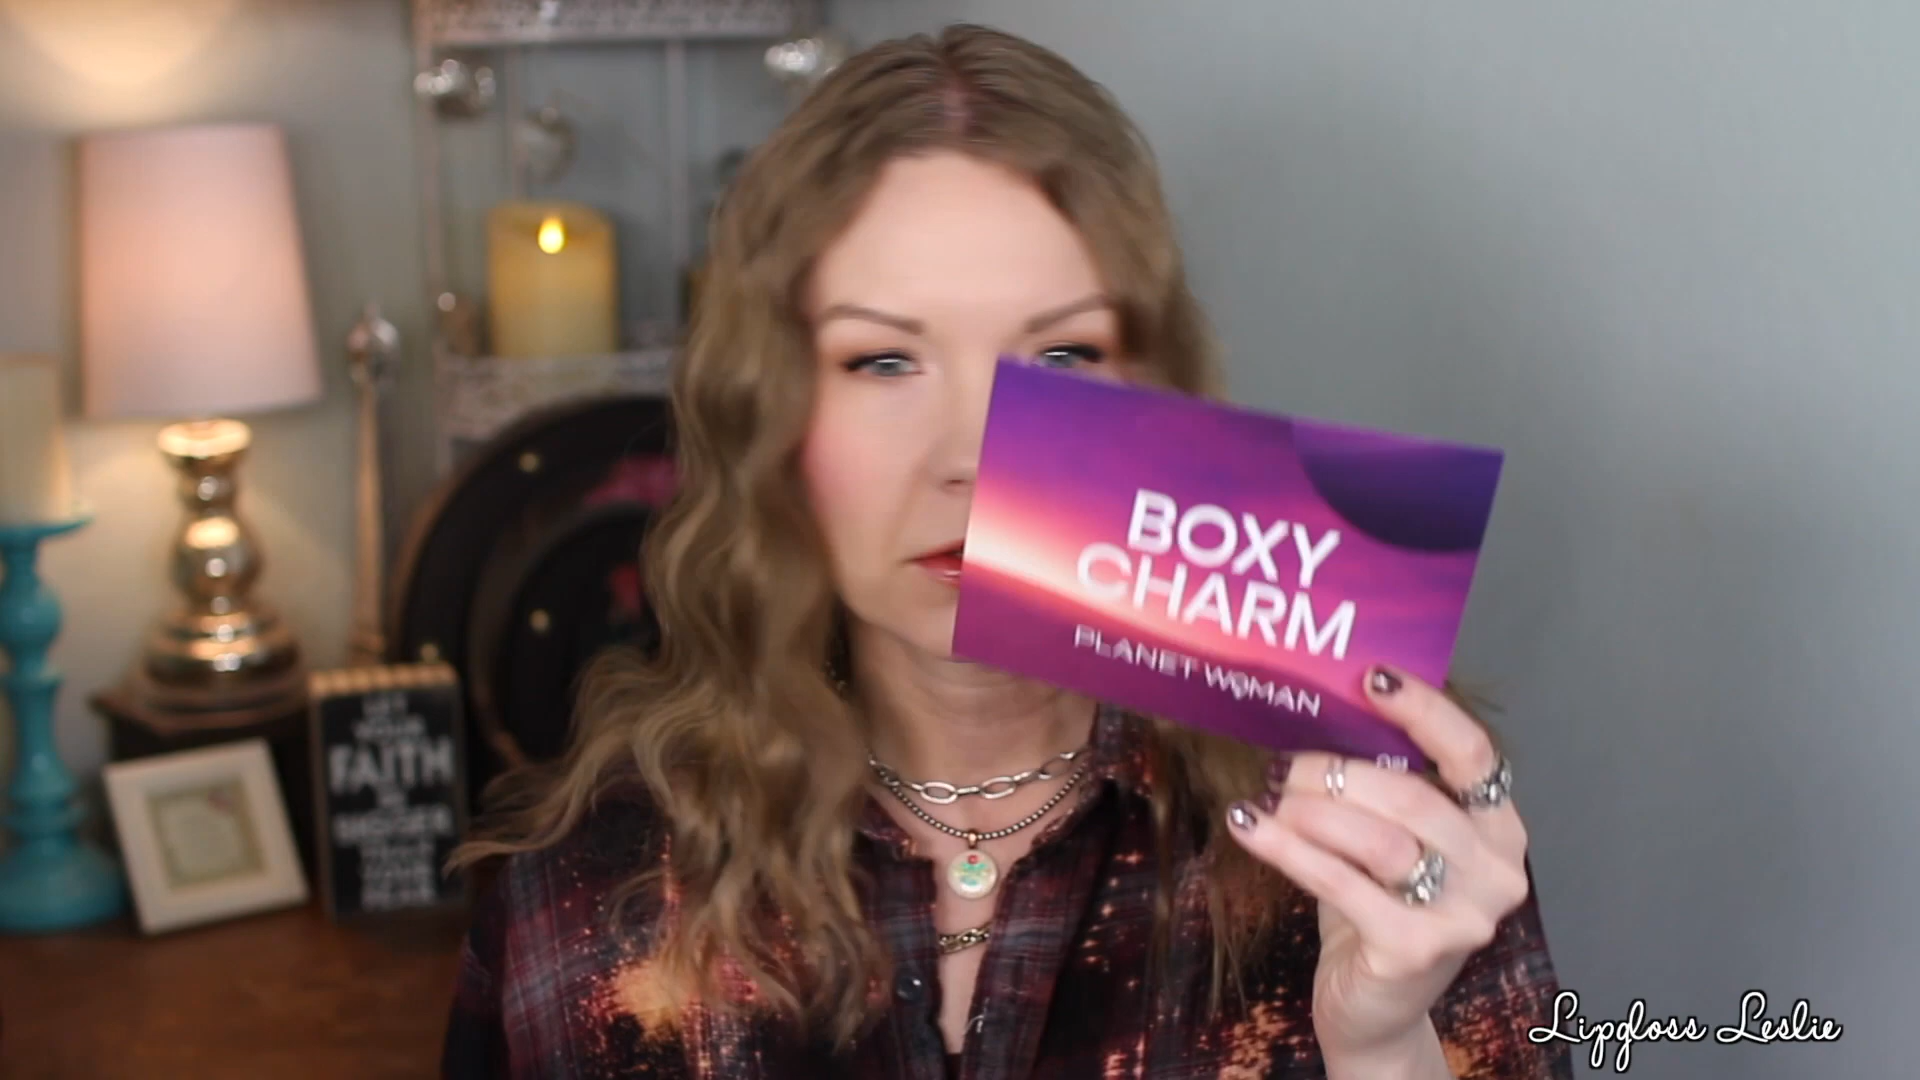 BOXY
CHARM
PLANET WOMAN
LET
YOUR
FAITH
BE
BIGGER
THAN
YOUR
FEAR
Lipgloss Leslie